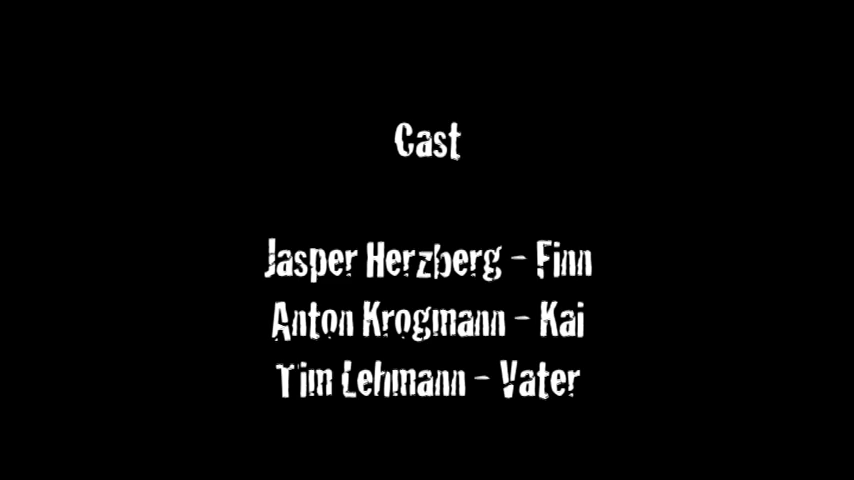 Cast
Jasper Herzberg - Finn
Anton Krogmann - Kai
Tim Lehmann - Vater